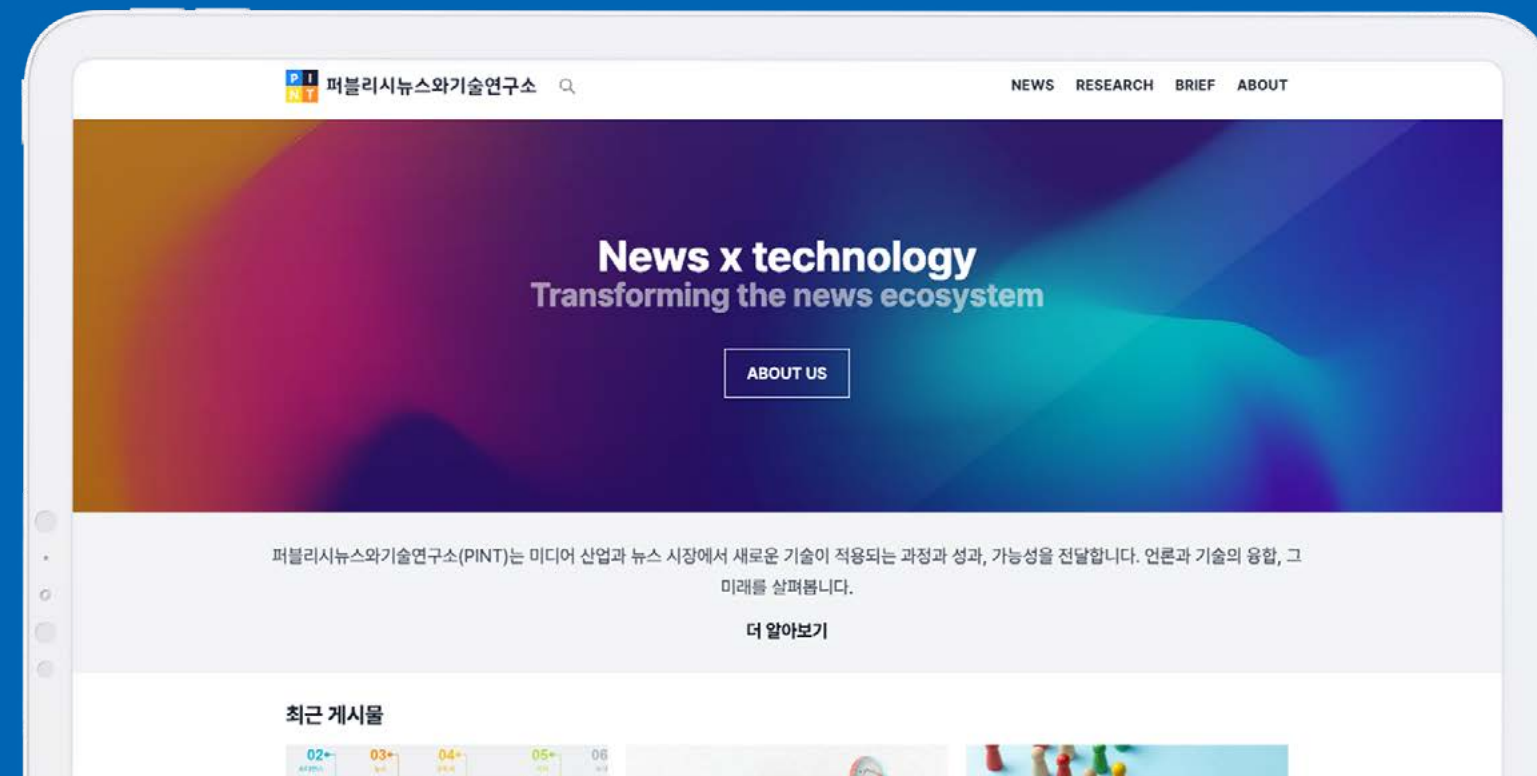 PINT 퍼블리시뉴스와기술연구소
NEWS RESEARCH BRIEF ABOUT
News x technology
Transforming the news ecosystem
ABOUT US
퍼블리시뉴스와기술연구소(PINT)는 미디어 산업과 뉴스 시장에서 새로운 기술이 적용되는 과정과 성과, 가능성을 전달합니다. 언론과 기술의 융합, 그
미래를 살펴봅니다.
더 알아보기
최근 게시물
02 03 04 05 06